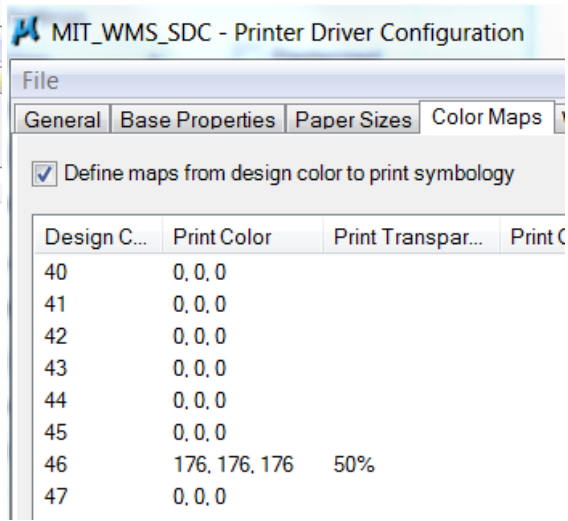 MIT_WMS_SDC - Printer Driver Configuration
File
General Base Properties Paper Sizes Color Maps
Define maps from design color to print symbology
Design C... Print Color Print Transpar... Print
40 0, 0, 0
41 0, 0, 0
42 0, 0, 0
43 0, 0, 0
44 0, 0, 0
45 0, 0, 0
46 176, 176, 176 50%
47 0, 0, 0